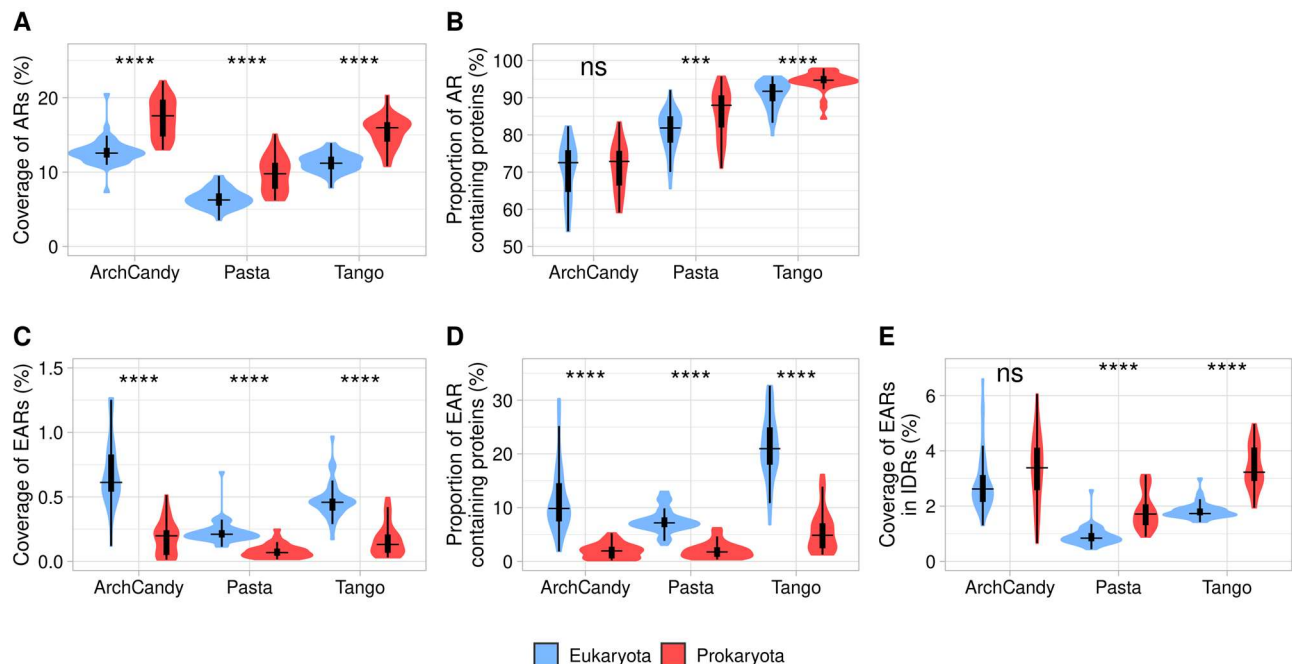 A
Coverage of ARs (%)
20
10
0
**** **** ****
ArchCandy Pasta Tango
B
Proportion of AR
containing proteins (%)
100
90
80
70
60
50
ns *** ****
ArchCandy Pasta Tango
C
Coverage of EARs (%)
1.5
1.0
0.5
0.0
**** **** ****
ArchCandy Pasta Tango
D
Proportion of EAR
containing proteins (%)
30
20
10
0
**** **** ****
ArchCandy Pasta Tango
E
Coverage of EARs
in IDRs (%)
6
4
2
0
ns **** ****
ArchCandy Pasta Tango
Eukaryota Prokaryota